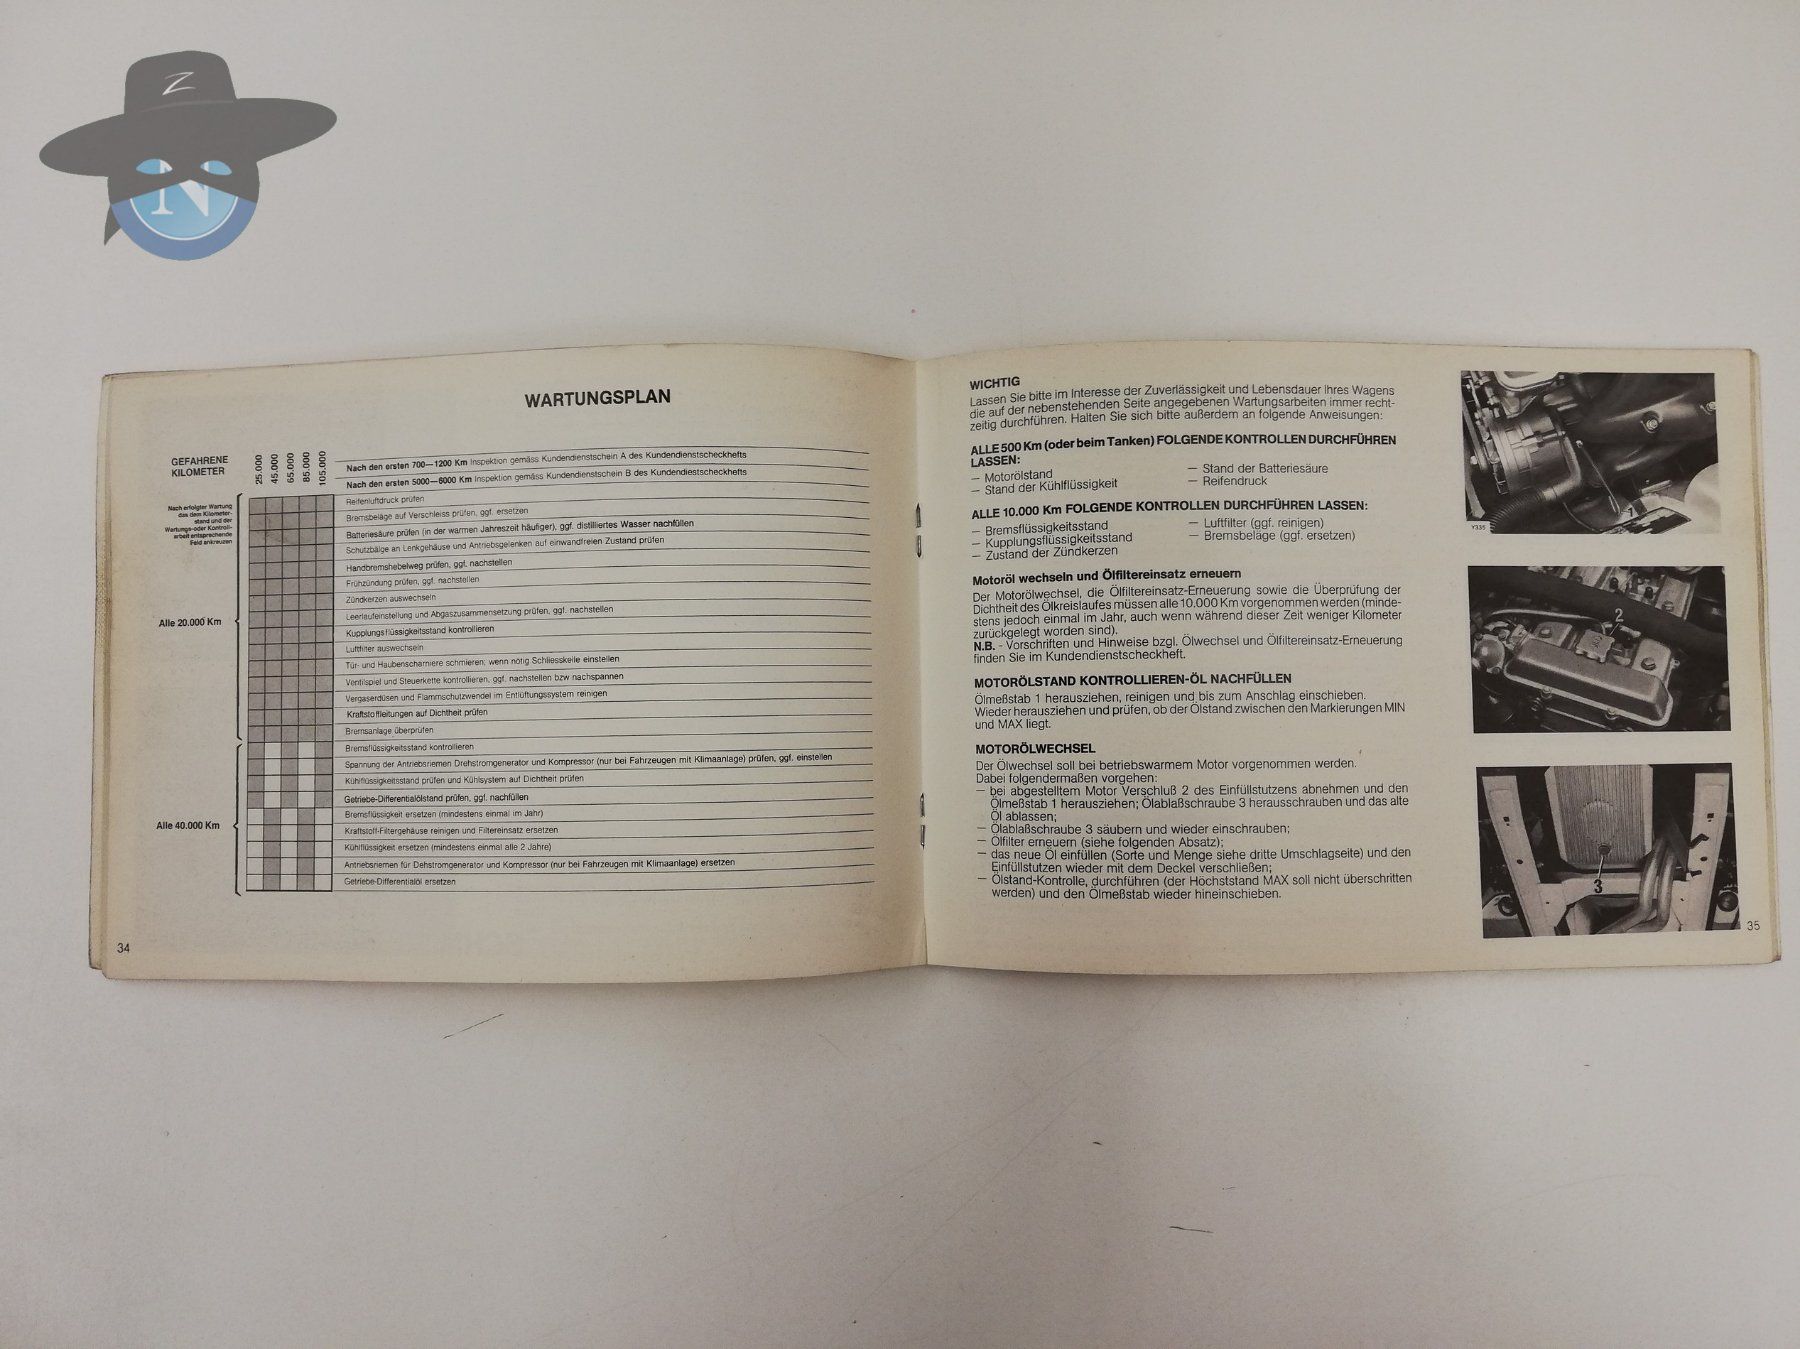 Z
N
WARTUNGSPLAN
GEFAHRENE
KILOMETER
25.000
45.000
65.000
85.000
105.000
Nach erfolgter Wartung
das dem Kilometer-
stand und der
Wartungs-oder Kontroll-
arbeit entsprechende
Feld ankreuzen
Nach den ersten 700—1200 Km Inspektion gemäss Kundendienstschein A des Kundendienstscheckhefts
Nach den ersten 5000—6000 Km Inspektion gemäss Kundendienstschein B des Kundendiestscheckhefts
Alle 20.000 Km
Reifenluftdruck prüfen
Bremsbeläge auf Verschleiss prüfen, ggf. ersetzen
Batteriesäure prüfen (in der warmen Jahreszeit häufiger), ggf. distilliertes Wasser nachfüllen
Schutzbälge an Lenkgehäuse und Antriebsgelenken auf einwandfreien Zustand prüfen
Handbremshebelweg prüfen, ggf. nachstellen
Frühzündung prüfen, ggf. nachstellen
Zündkerzen auswechseln
Leerlaufeinstellung und Abgaszusammensetzung prüfen, ggf. nachstellen
Kupplungsflüssigkeitsstand kontrollieren
Luftfilter auswechseln
Tür- und Haubenscharniere schmieren; wenn nötig Schliesskeile einstellen
Ventilspiel und Steuerkette kontrollieren, ggf. nachstellen bzw nachspannen
Vergaserdüsen und Flammschutzwendel im Entlüftungssystem reinigen
Kraftstoffleitungen auf Dichtheit prüfen
Bremsanlage überprüfen
Alle 40.000 Km
Bremsflüssigkeitsstand kontrollieren
Spannung der Antriebsriemen Drehstromgenerator und Kompressor (nur bei Fahrzeugen mit Klimaanlage) prüfen, ggf. einstellen
Kühlflüssigkeitsstand prüfen und Kühlsystem auf Dichtheit prüfen
Getriebe-Differentialölstand prüfen, ggf. nachfüllen
Bremsflüssigkeit ersetzen (mindestens einmal im Jahr)
Kraftstoff-Filtergehäuse reinigen und Filtereinsatz ersetzen
Kühlflüssigkeit ersetzen (mindestens einmal alle 2 Jahre)
Antriebsriemen für Dehstromgenerator und Kompressor (nur bei Fahrzeugen mit Klimaanlage) ersetzen
Getriebe-Differentialöl ersetzen
34
WICHTIG
Lassen Sie bitte im Interesse der Zuverlässigkeit und Lebensdauer Ihres Wagens
die auf der nebenstehenden Seite angegebenen Wartungsarbeiten immer recht-
zeitig durchführen. Halten Sie sich bitte außerdem an folgende Anweisungen:
ALLE 500 Km (oder beim Tanken) FOLGENDE KONTROLLEN DURCHFÜHREN
LASSEN:
— Motorölstand
— Stand der Kühlflüssigkeit
— Stand der Batteriesäure
— Reifendruck
ALLE 10.000 Km FOLGENDE KONTROLLEN DURCHFÜHREN LASSEN:
— Bremsflüssigkeitsstand
— Kupplungsflüssigkeitsstand
— Zustand der Zündkerzen
— Luftfilter (ggf. reinigen)
— Bremsbeläge (ggf. ersetzen)
Motoröl wechseln und Ölfiltereinsatz erneuern
Der Motorölwechsel, die Ölfiltereinsatz-Erneuerung sowie die Überprüfung der
Dichtheit des Ölkreislaufes müssen alle 10.000 Km vorgenommen werden (minde-
stens jedoch einmal im Jahr, auch wenn während dieser Zeit weniger Kilometer
zurückgelegt worden sind).
N.B. - Vorschriften und Hinweise bzgl. Ölwechsel und Ölfiltereinsatz-Erneuerung
finden Sie im Kundendienstscheckheft.
MOTORÖLSTAND KONTROLLIEREN-ÖL NACHFÜLLEN
Ölmeßstab 1 herausziehen, reinigen und bis zum Anschlag einschieben.
Wieder herausziehen und prüfen, ob der Ölstand zwischen den Markierungen MIN
und MAX liegt.
MOTORÖLWECHSEL
Der Ölwechsel soll bei betriebswarmem Motor vorgenommen werden.
Dabei folgendermaßen vorgehen:
— bei abgestelltem Motor Verschluß 2 des Einfüllstutzens abnehmen und den
Ölmeßstab 1 herausziehen; Ölablaßschraube 3 herausschrauben und das alte
Öl ablassen;
— Ölablaßschraube 3 säubern und wieder einschrauben;
— Ölfilter erneuern (siehe folgenden Absatz);
— das neue Öl einfüllen (Sorte und Menge siehe dritte Umschlagseite) und den
Einfüllstutzen wieder mit dem Deckel verschließen;
— Ölstand-Kontrolle, durchführen (der Höchststand MAX soll nicht überschritten
werden) und den Ölmeßstab wieder hineinschieben.
1
Y335
2
3
35